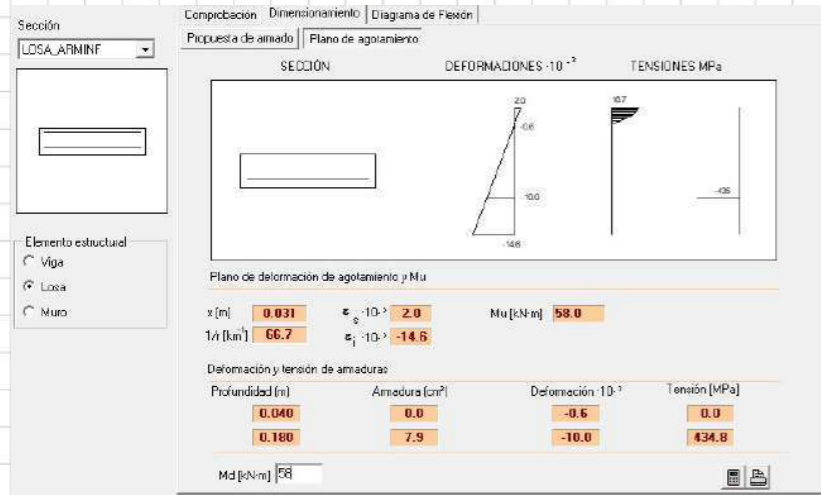 Comprobación Dimensionamiento Diagrama de Flexión
Sección
LOSA_ARMINF
Propuesta de armado Plano de agotamiento
SECCIÓN DEFORMACIONES ·10⁻³ TENSIONES MPa
2.0 10.7
-0.6
-10.0 -435
-14.6
Elemento estructural
Viga
Losa
Muro
Plano de deformación de agotamiento y Mu
x [m] 0.031 ε s ·10⁻³ 2.0 Mu [kN·m] 58.0
1/r [km⁻¹] 66.7 ε i ·10⁻³ -14.6
Deformación y tensión de armaduras
Profundidad (m) Armadura (cm²) Deformación ·10⁻³ Tensión [MPa]
0.040 0.0 -0.6 0.0
0.180 7.9 -10.0 434.8
Md [kN·m] 58